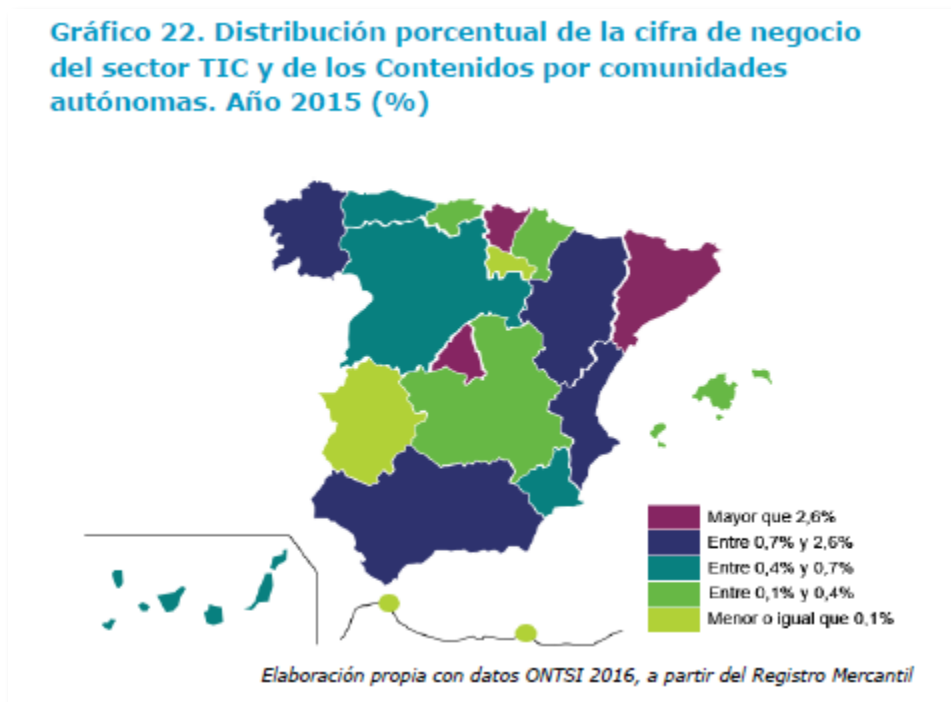 Gráfico 22. Distribución porcentual de la cifra de negocio
del sector TIC y de los Contenidos por comunidades
autónomas. Año 2015 (%)
Mayor que 2,6%
Entre 0,7% y 2,6%
Entre 0,4% y 0,7%
Entre 0,1% y 0,4%
Menor o igual que 0,1%
Elaboración propia con datos ONTSI 2016, a partir del Registro Mercantil